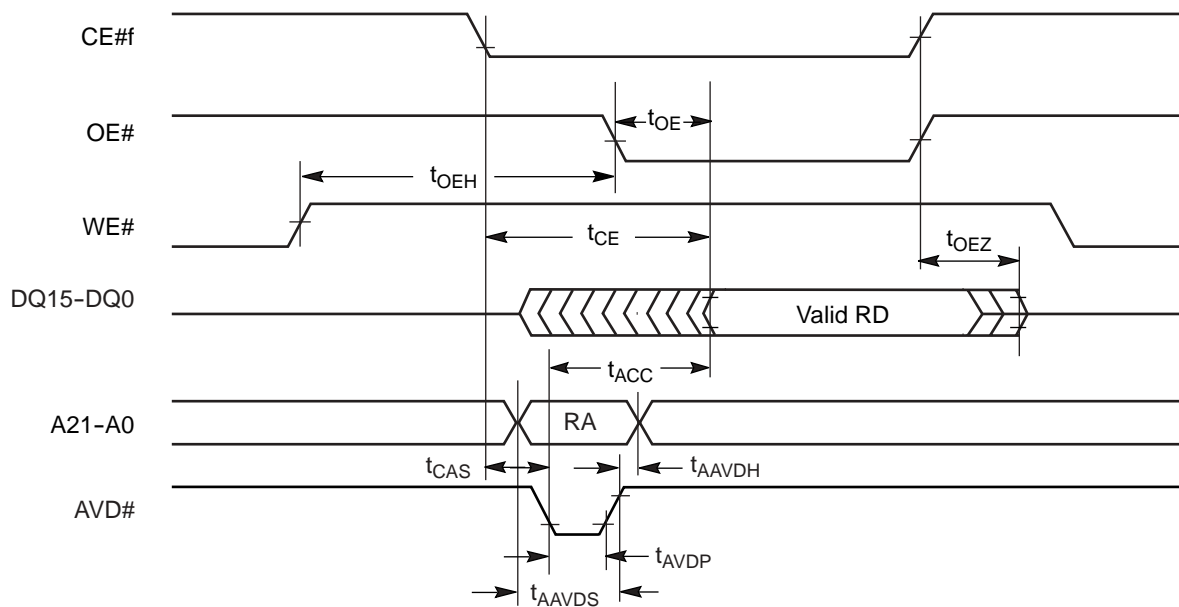 CE#f
OE#
tOE
tOEH
WE#
tCE
tOEZ
DQ15-DQ0
Valid RD
tACC
A21-A0
RA
tCAS
tAAVDH
AVD#
tAVDP
tAAVDS